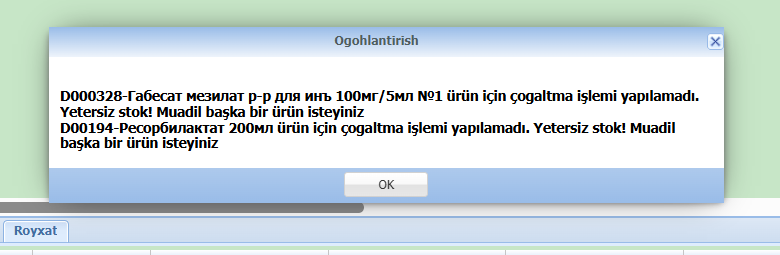 Ogohlantirish
D000328-Габесат мезилат р-р для инъ 100мг/5мл №1 ürün için çogaltma işlemi yapılamadı.
Yetersiz stok! Muadil başka bir ürün isteyiniz
D00194-Ресорбилактат 200мл ürün için çogaltma işlemi yapılamadı. Yetersiz stok! Muadil
başka bir ürün isteyiniz
OK
Royxat